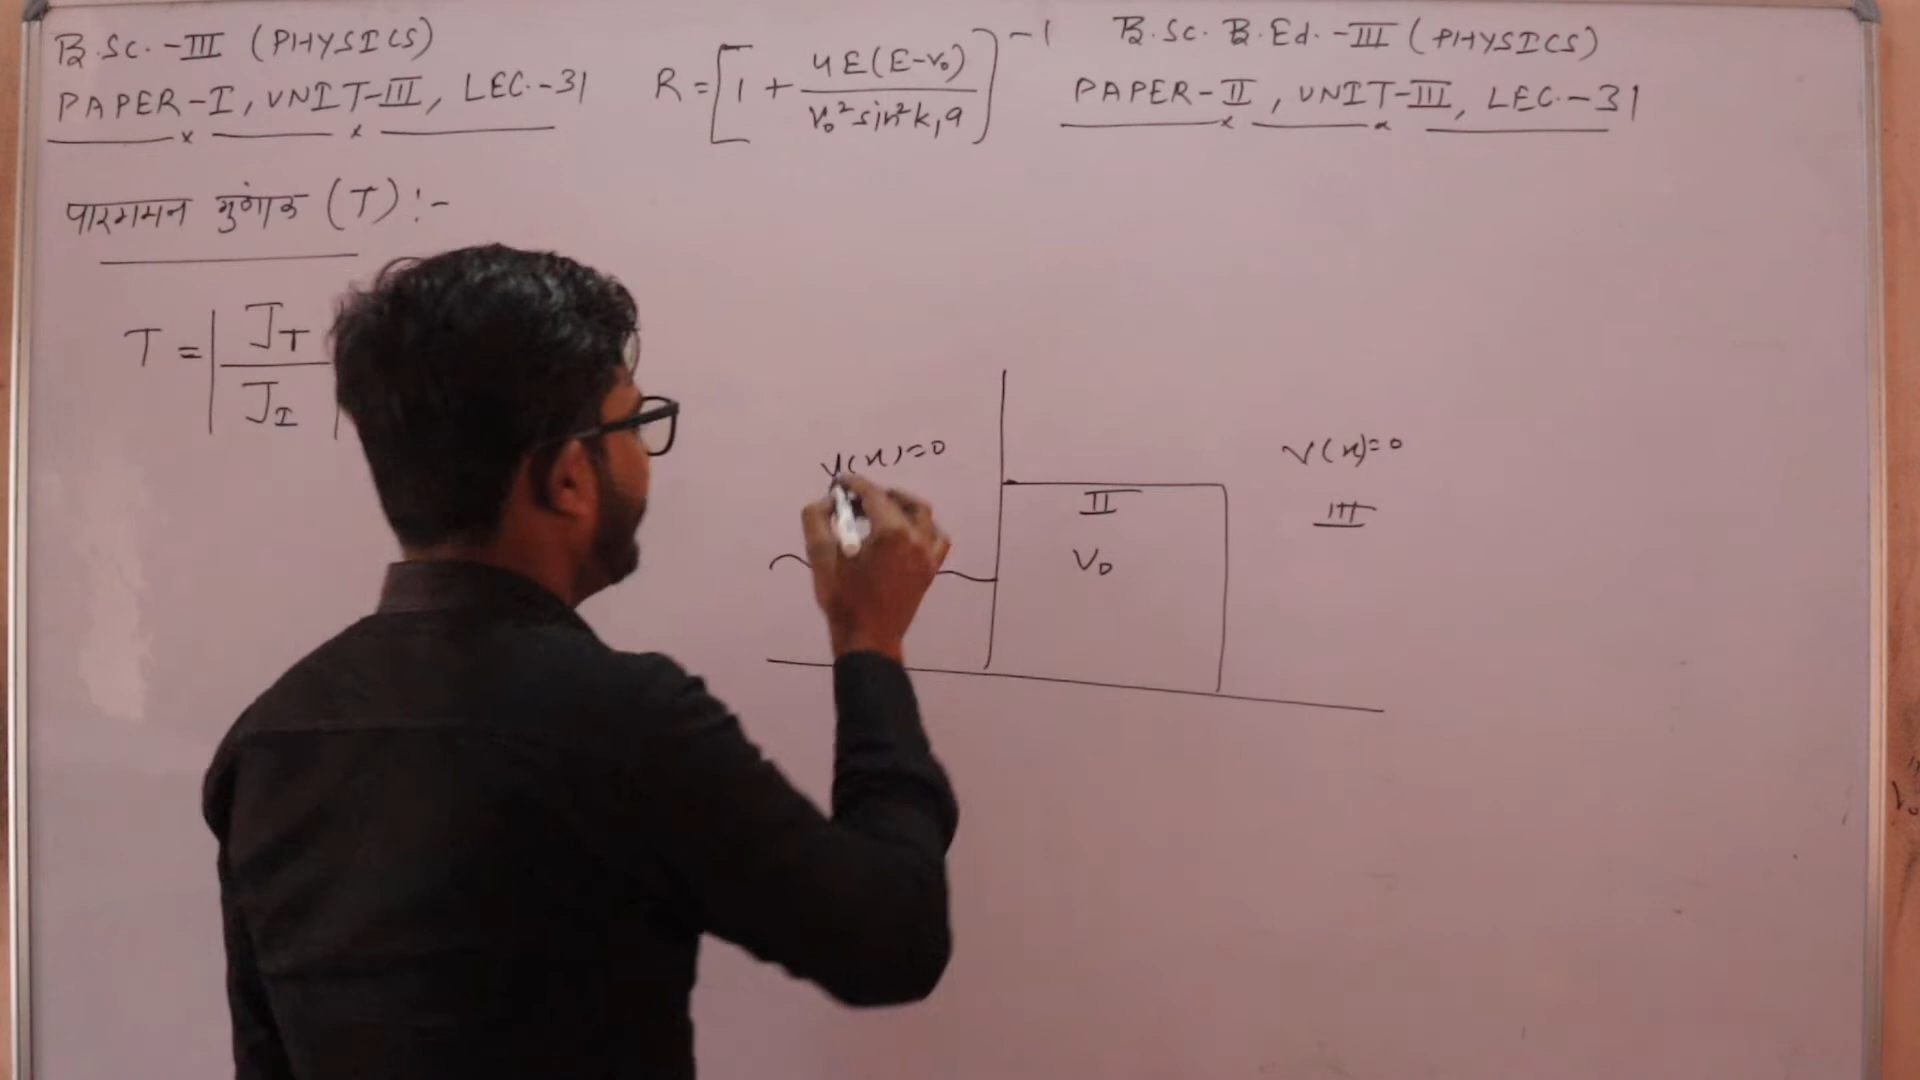 B.Sc.-III (PHYSICS)
PAPER-I, UNIT-III, LEC.-31
R = [1 + 4E(E-V₀) / V₀² sin² k₁a]⁻¹
B.Sc. B.Ed.-III (PHYSICS)
PAPER-II, UNIT-III, LEC.-31
पारगमन गुणांक (T) :-
T = | J_T / J_I |
V(x)=0
II
V₀
V(x)=0
III